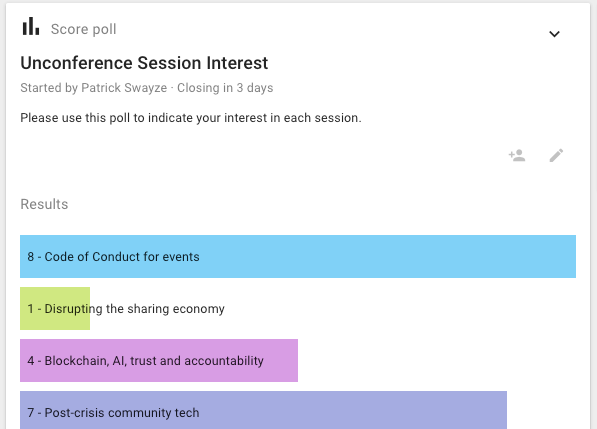 Score poll
Unconference Session Interest
Started by Patrick Swayze · Closing in 3 days
Please use this poll to indicate your interest in each session.
Results
8 - Code of Conduct for events
1 - Disrupting the sharing economy
4 - Blockchain, AI, trust and accountability
7 - Post-crisis community tech